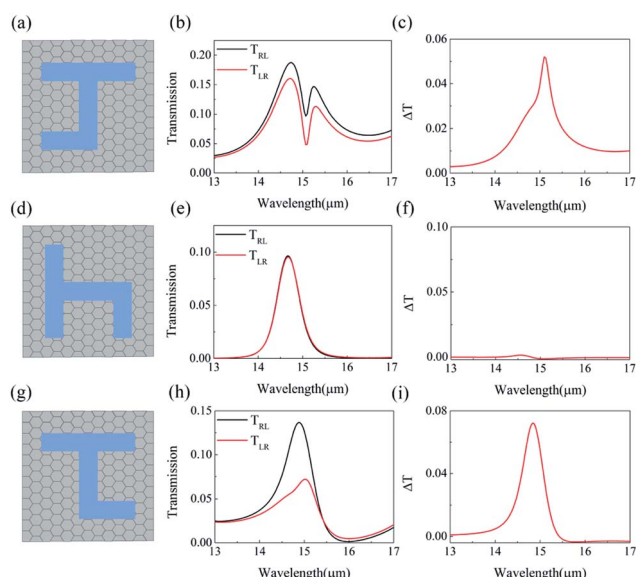 (a)
(b)
(c)
0.20
0.15
0.10
0.05
0.00
Transmission
T_RL
T_LR
13 14 15 16 17
Wavelength(μm)
0.06
0.04
0.02
0.00
ΔT
13 14 15 16 17
Wavelength(μm)
(d)
(e)
(f)
0.10
0.05
0.00
Transmission
T_RL
T_LR
13 14 15 16 17
Wavelength(μm)
0.10
0.05
0.00
ΔT
13 14 15 16 17
Wavelength(μm)
(g)
(h)
(i)
0.15
0.10
0.05
0.00
Transmission
T_RL
T_LR
13 14 15 16 17
Wavelength(μm)
0.08
0.04
0.00
ΔT
13 14 15 16 17
Wavelength(μm)